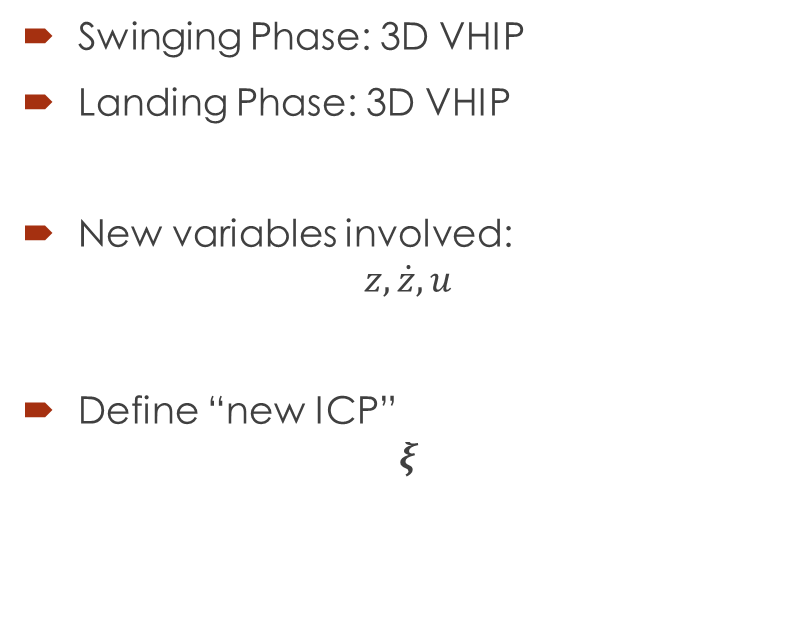 Swinging Phase: 3D VHIP
Landing Phase: 3D VHIP
New variables involved:
z, ż, u
Define “new ICP”
ξ